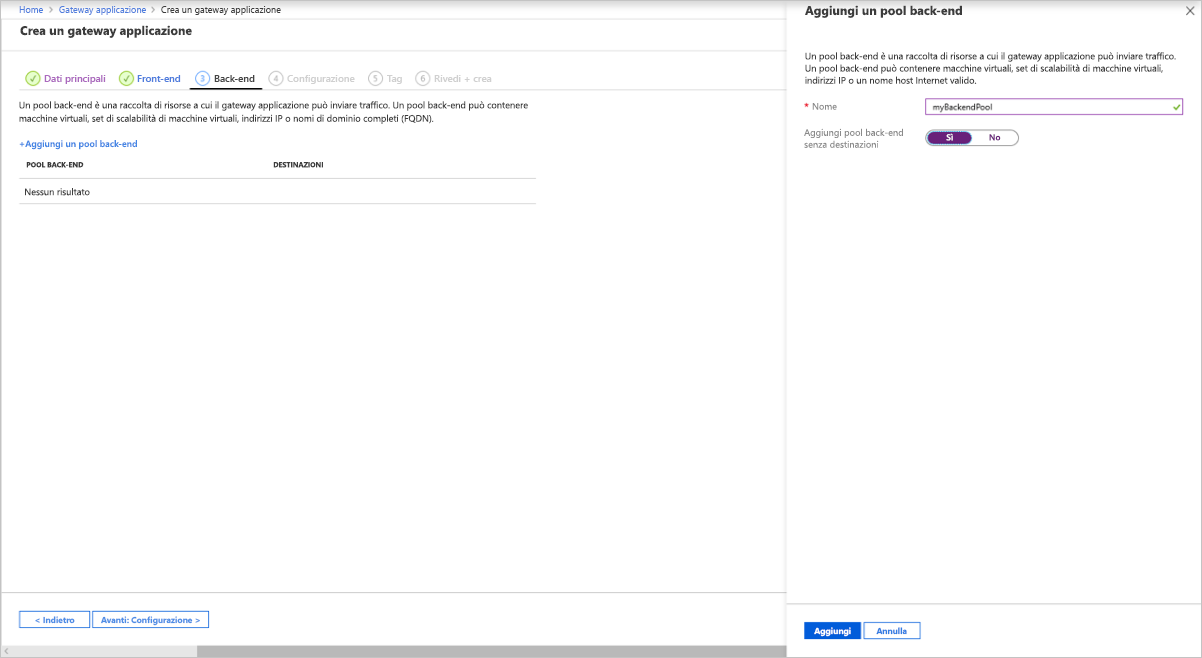 Home > Gateway applicazione > Crea un gateway applicazione
Crea un gateway applicazione
Dati principali
Front-end
3 Back-end
4 Configurazione
5 Tag
6 Rivedi + crea
Un pool back-end è una raccolta di risorse a cui il gateway applicazione può inviare traffico. Un pool back-end può contenere
macchine virtuali, set di scalabilità di macchine virtuali, indirizzi IP o nomi di dominio completi (FQDN).
+Aggiungi un pool back-end
POOL BACK-END
DESTINAZIONI
Nessun risultato
< Indietro
Avanti: Configurazione >
Aggiungi un pool back-end
Un pool back-end è una raccolta di risorse a cui il gateway applicazione può inviare traffico.
Un pool back-end può contenere macchine virtuali, set di scalabilità di macchine virtuali,
indirizzi IP o un nome host Internet valido.
* Nome
myBackendPool
Aggiungi pool back-end
senza destinazioni
Sì
No
Aggiungi
Annulla